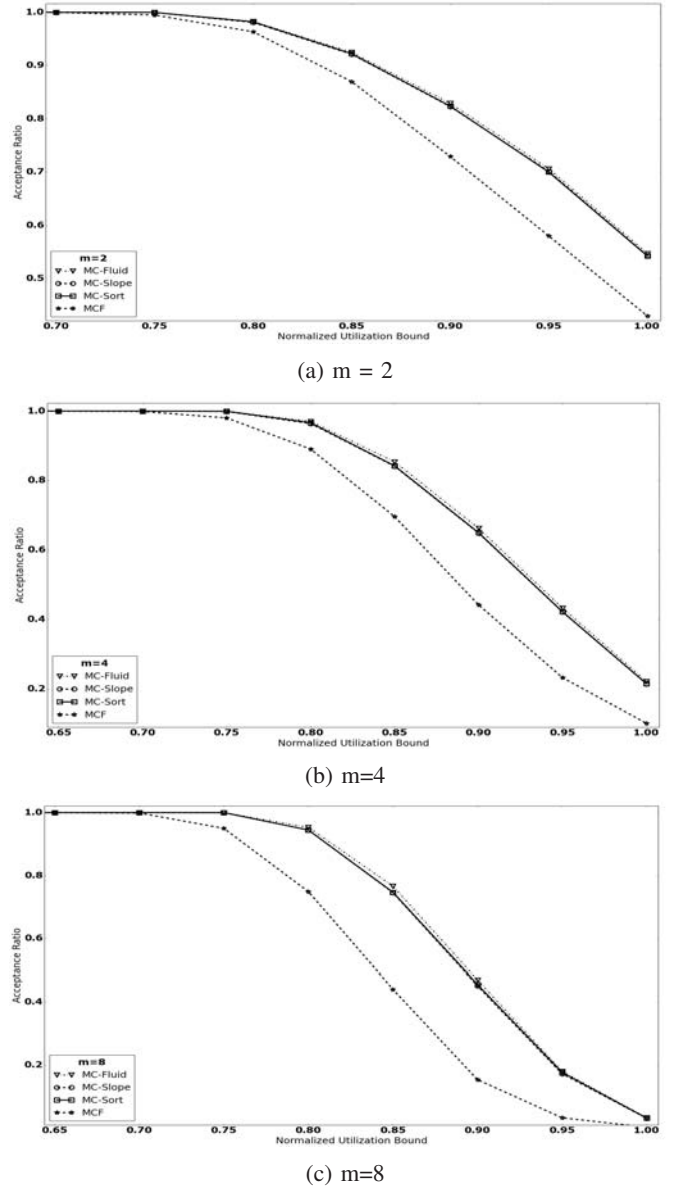 1.0
0.9
0.8
0.7
0.6
0.5
Acceptance Ratio
m=2
MC-Fluid
MC-Slope
MC-Sort
MCF
0.70 0.75 0.80 0.85 0.90 0.95 1.00
Normalized Utilization Bound
(a) m = 2
1.0
0.8
0.6
0.4
0.2
Acceptance Ratio
m=4
MC-Fluid
MC-Slope
MC-Sort
MCF
0.65 0.70 0.75 0.80 0.85 0.90 0.95 1.00
Normalized Utilization Bound
(b) m=4
1.0
0.8
0.6
0.4
0.2
Acceptance Ratio
m=8
MC-Fluid
MC-Slope
MC-Sort
MCF
0.65 0.70 0.75 0.80 0.85 0.90 0.95 1.00
Normalized Utilization Bound
(c) m=8